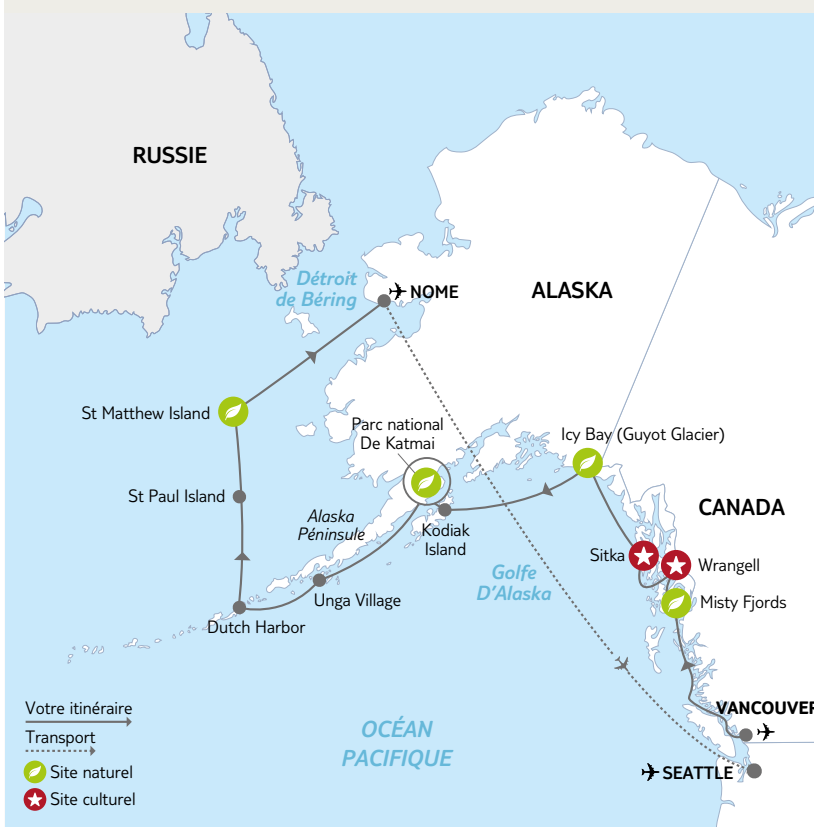 RUSSIE
Détroit
de Béring
NOME
ALASKA
St Matthew Island
Parc national
De Katmai
Icy Bay (Guyot Glacier)
St Paul Island
CANADA
Alaska
Péninsule
Kodiak
Island
Sitka
Wrangell
Golfe
D'Alaska
Unga Village
Misty Fjords
Dutch Harbor
Votre itinéraire
Transport
Site naturel
Site culturel
OCÉAN
PACIFIQUE
VANCOUVER
SEATTLE